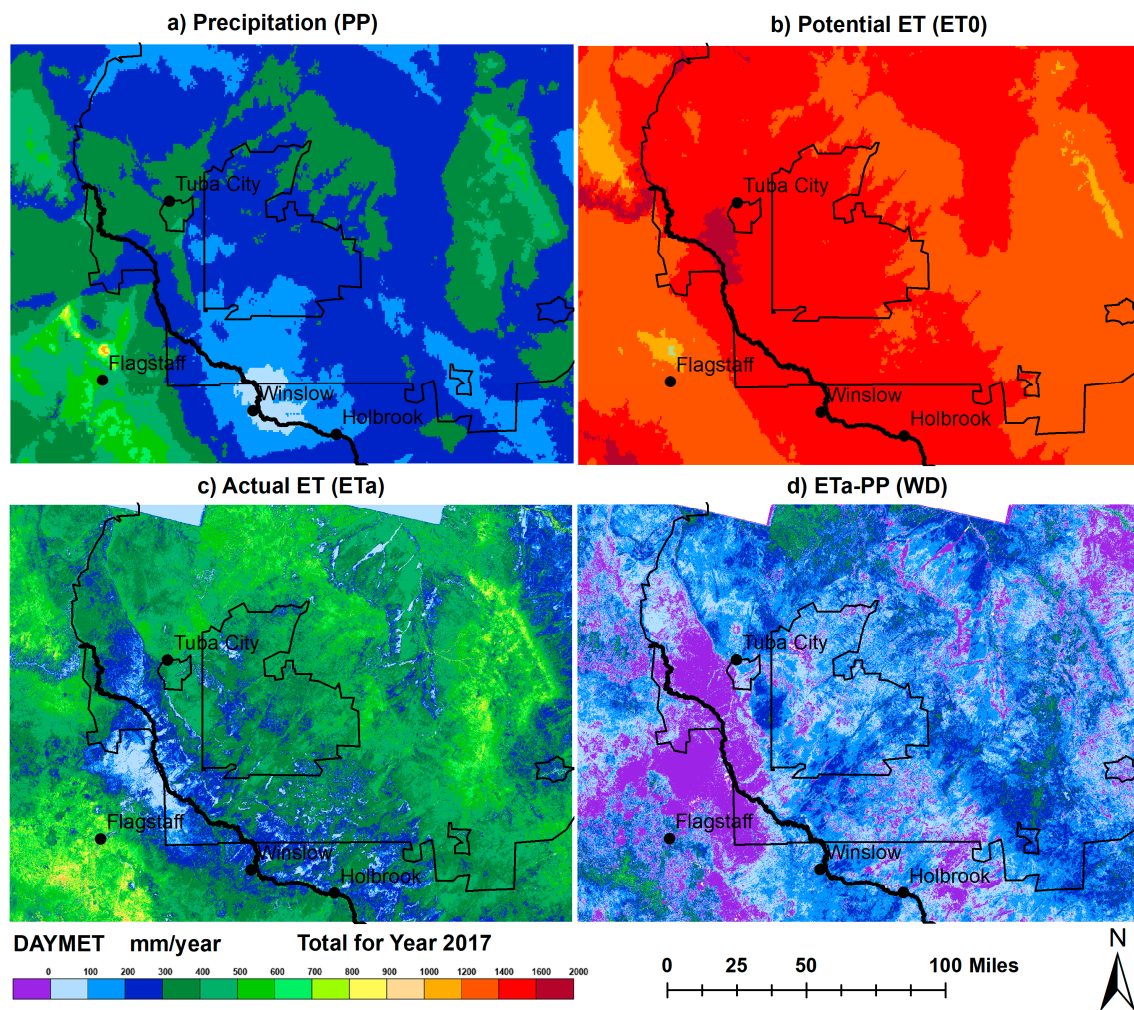 a) Precipitation (PP)
b) Potential ET (ET0)
Tuba City
Flagstaff
Winslow
Holbrook
Tuba City
Flagstaff
Winslow
Holbrook
c) Actual ET (ETa)
d) ETa-PP (WD)
Tuba City
Flagstaff
Winslow
Holbrook
Tuba City
Flagstaff
Winslow
Holbrook
DAYMET mm/year Total for Year 2017
0 100 200 300 400 500 600 700 800 900 1000 1200 1400 1600 2000
0 25 50 100 Miles
N